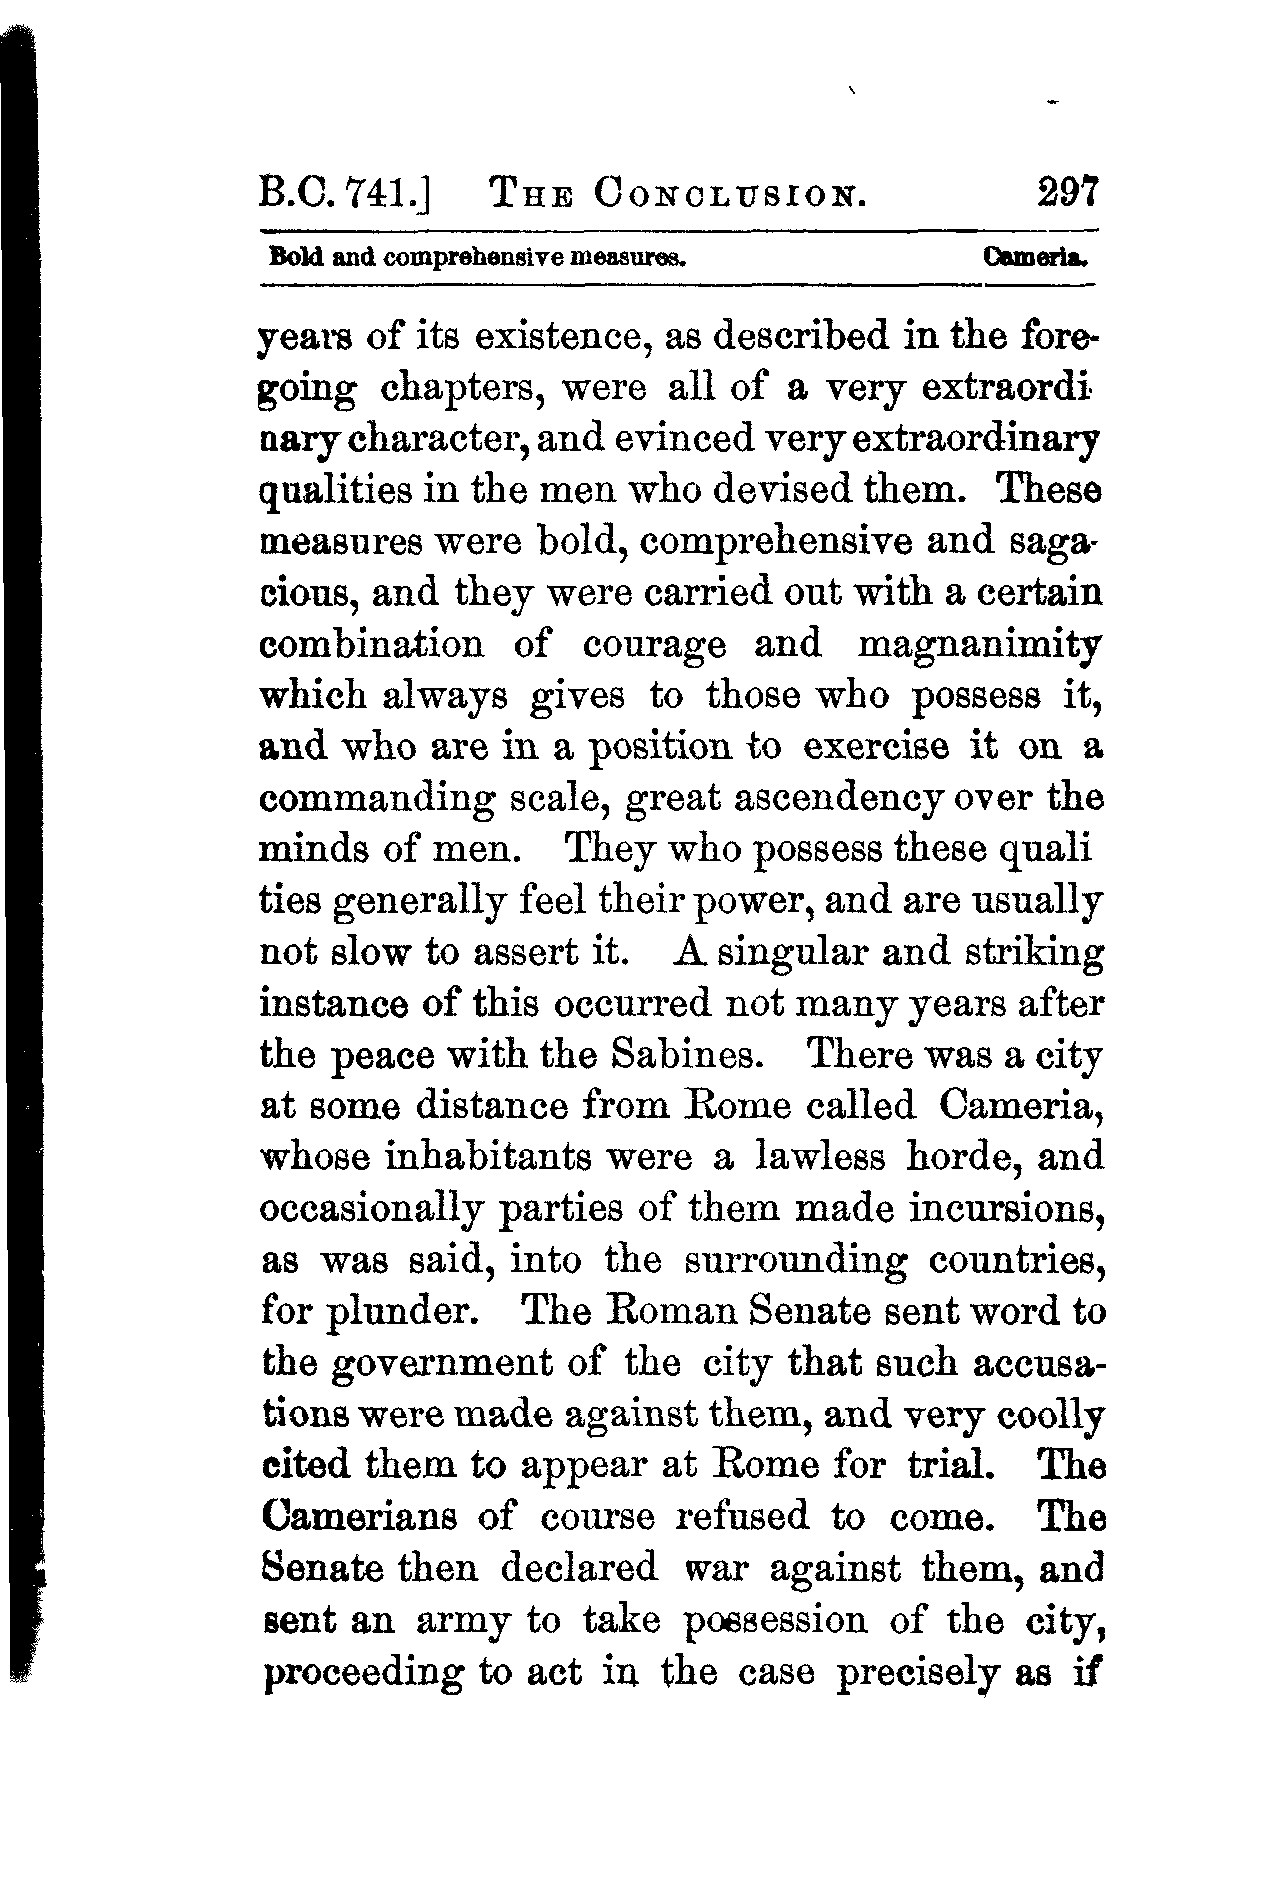 B.C. 741.] THE CONCLUSION. 297
Bold and comprehensive measures. Cameria.
years of its existence, as described in the fore-
going chapters, were all of a very extraordi-
nary character, and evinced very extraordinary
qualities in the men who devised them. These
measures were bold, comprehensive and saga-
cious, and they were carried out with a certain
combination of courage and magnanimity
which always gives to those who possess it,
and who are in a position to exercise it on a
commanding scale, great ascendency over the
minds of men. They who possess these quali
ties generally feel their power, and are usually
not slow to assert it. A singular and striking
instance of this occurred not many years after
the peace with the Sabines. There was a city
at some distance from Rome called Cameria,
whose inhabitants were a lawless horde, and
occasionally parties of them made incursions,
as was said, into the surrounding countries,
for plunder. The Roman Senate sent word to
the government of the city that such accusa-
tions were made against them, and very coolly
cited them to appear at Rome for trial. The
Camerians of course refused to come. The
Senate then declared war against them, and
sent an army to take possession of the city,
proceeding to act in the case precisely as if